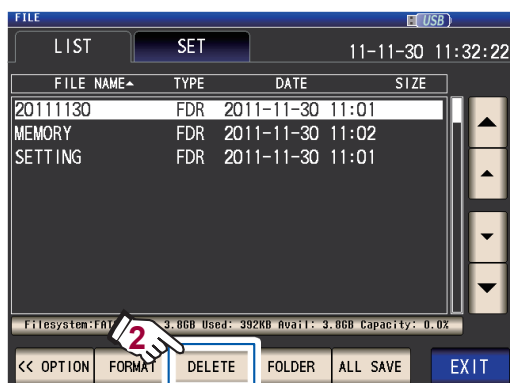 FILE USB
LIST SET 11-11-30 11:32:22
FILE NAME TYPE DATE SIZE
20111130 FDR 2011-11-30 11:01
MEMORY FDR 2011-11-30 11:02
SETTING FDR 2011-11-30 11:01
Filesystem:FAT 3.8GB Used: 392KB Avail: 3.8GB Capacity: 0.0%
2
<< OPTION FORMAT DELETE FOLDER ALL SAVE EXIT